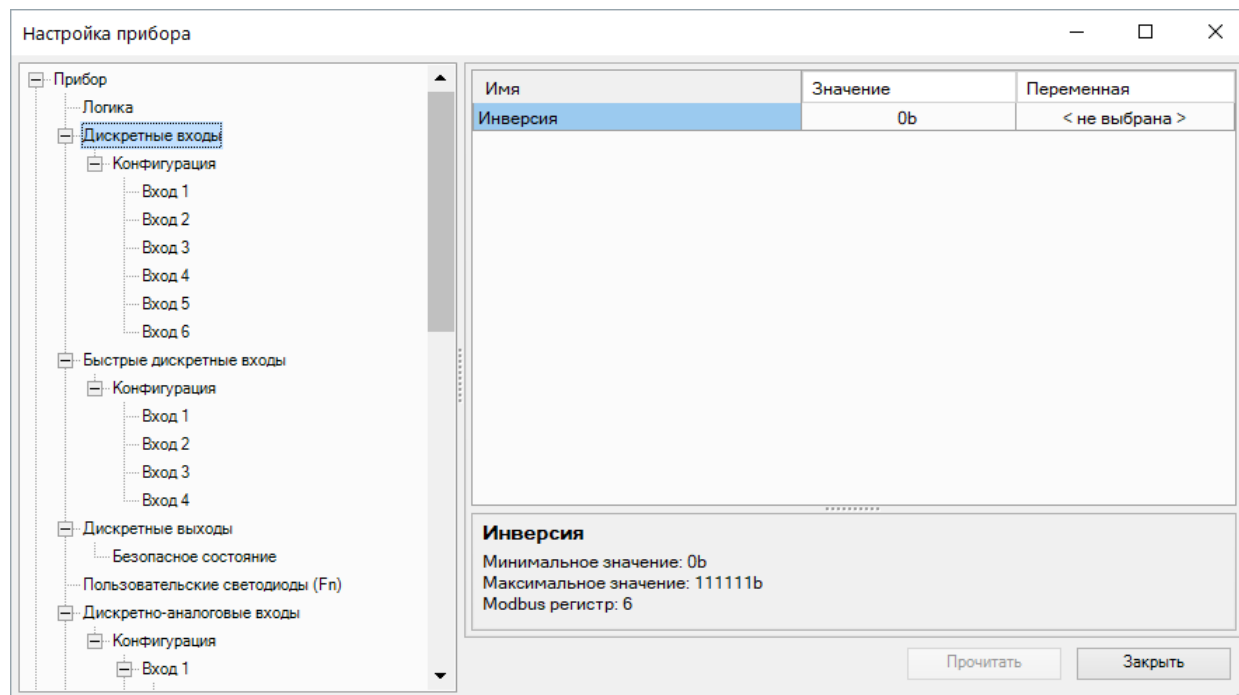 Настройка прибора
Прибор
Логика
Дискретные входы
Конфигурация
Вход 1
Вход 2
Вход 3
Вход 4
Вход 5
Вход 6
Быстрые дискретные входы
Конфигурация
Вход 1
Вход 2
Вход 3
Вход 4
Дискретные выходы
Безопасное состояние
Пользовательские светодиоды (Fn)
Дискретно-аналоговые входы
Конфигурация
Вход 1
Имя Значение Переменная
Инверсия 0b < не выбрана >
Инверсия
Минимальное значение: 0b
Максимальное значение: 111111b
Modbus регистр: 6
Прочитать Закрыть